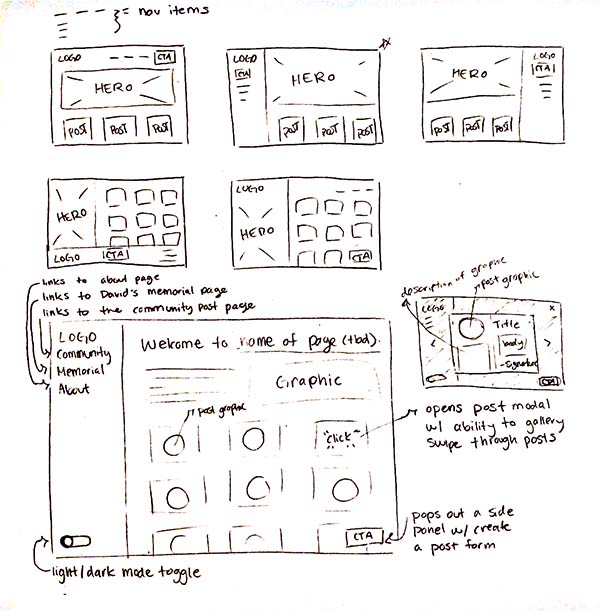 = nav items
LOGO
CTA
HERO
POST POST POST
LOGO
CTA
HERO
POST POST POST
HERO
LOGO
CTA
POST POST POST
HERO
LOGO CTA
LOGO
HERO
CTA
links to about page
links to David's memorial page
links to the community post page
LOGO
Community
Memorial
About
Welcome to name of page (tbd).
Graphic
post graphic
"click"
CTA
light/dark mode toggle
description of graphic
post graphic
LOGO
x
<
>
Title
body
-signature
CTA
opens post modal
w/ ability to gallery
swipe through posts
pops out a side
panel w/ create
a post form